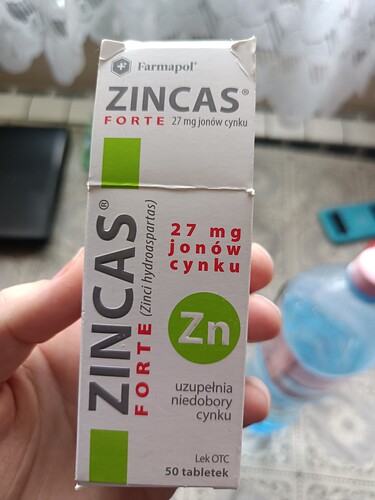 Farmapol®
ZINCAS®
FORTE 27 mg jonów cynku
ZINCAS®
FORTE (Zinci hydroaspartas)
27 mg
jonów
cynku
Zn
uzupełnia
niedobory
cynku
Lek OTC
50 tabletek